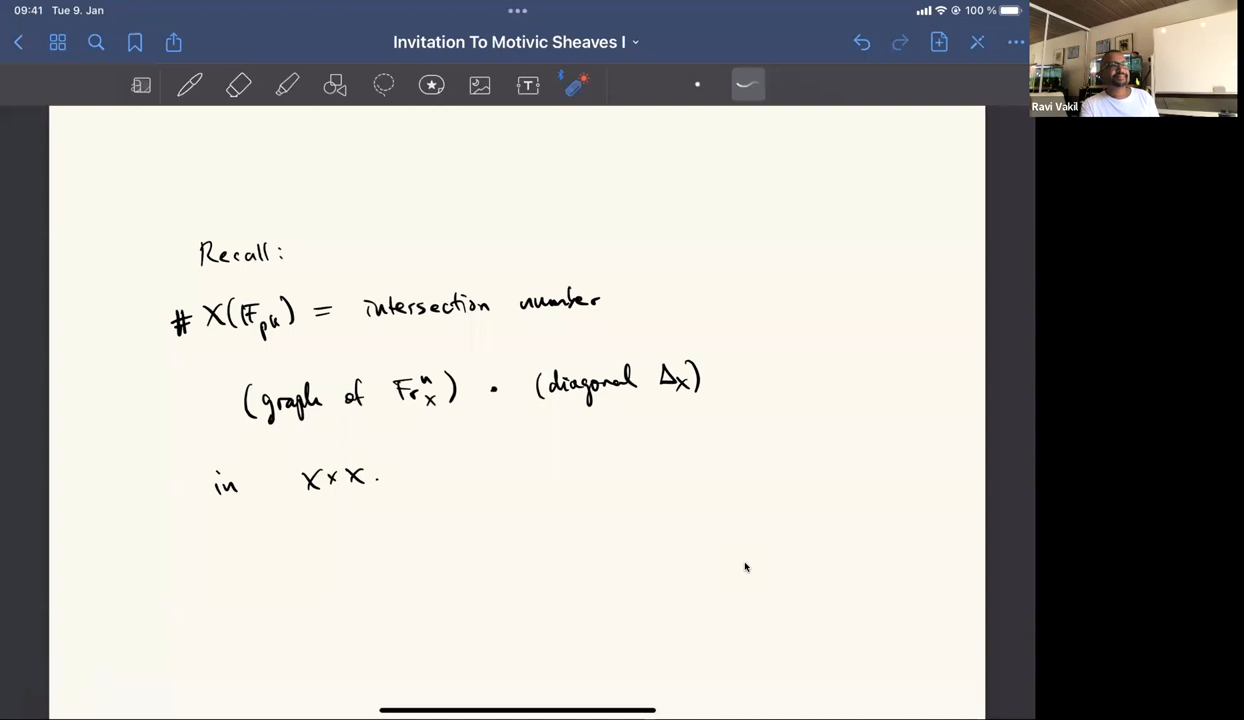 09:41 Tue 9. Jan
100 %
Invitation To Motivic Sheaves I
Ravi Vakil
Recall:
# X(𝔽_{p^n}) = intersection number
(graph of Fr^n_X) · (diagonal Δ_X)
in X×X.